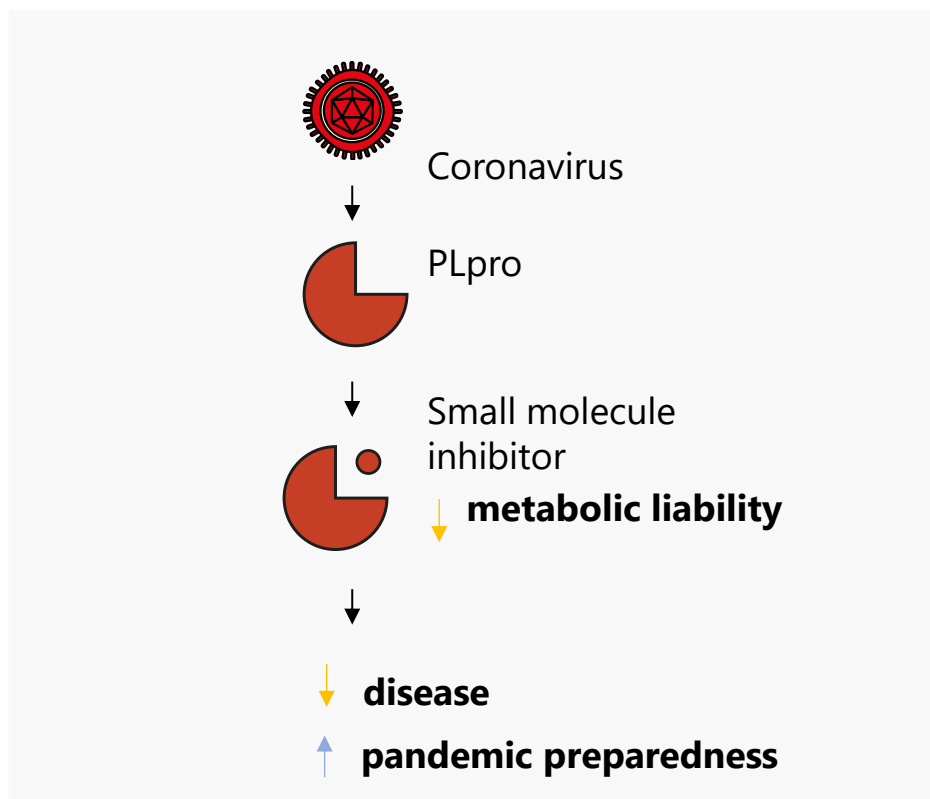 Coronavirus
PLpro
Small molecule
inhibitor
metabolic liability
disease
pandemic preparedness